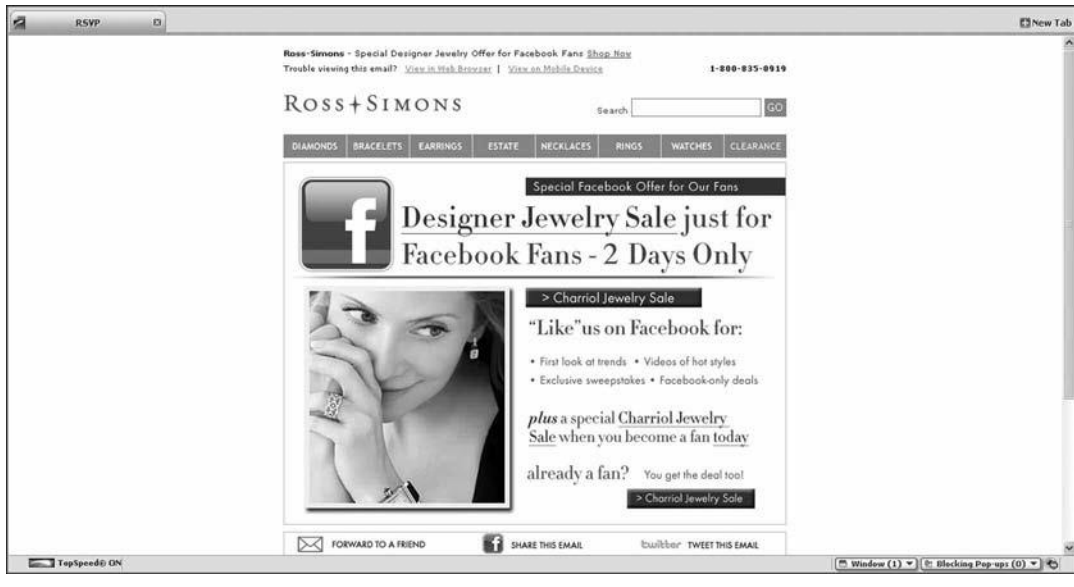 RSVP
New Tab
Ross-Simons - Special Designer Jewelry Offer for Facebook Fans Shop Now
Trouble viewing this email? View in Web Browser | View on Mobile Device 1-800-835-0919
ROSS+SIMONS
Search GO
DIAMONDS BRACELETS EARRINGS ESTATE NECKLACES RINGS WATCHES CLEARANCE
Special Facebook Offer for Our Fans
f
Designer Jewelry Sale just for
Facebook Fans - 2 Days Only
> Charriol Jewelry Sale
“Like”us on Facebook for:
• First look at trends • Videos of hot styles
• Exclusive sweepstakes • Facebook-only deals
plus a special Charriol Jewelry
Sale when you become a fan today
already a fan? You get the deal too!
> Charriol Jewelry Sale
FORWARD TO A FRIEND f SHARE THIS EMAIL twitter TWEET THIS EMAIL
TopSpeed® ON Window (1) Blocking Pop-ups (0)